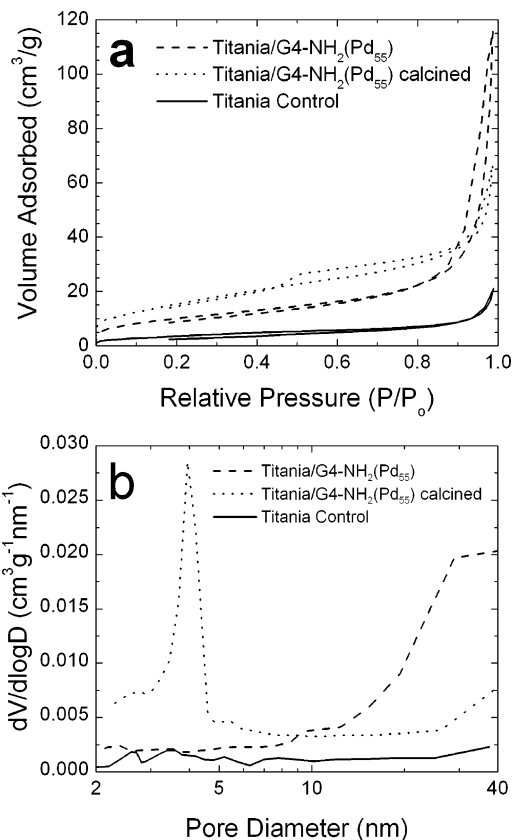 a
Titania/G4-NH2(Pd55)
Titania/G4-NH2(Pd55) calcined
Titania Control
Volume Adsorbed (cm3/g)
120
100
80
60
40
20
0
0.0 0.2 0.4 0.6 0.8 1.0
Relative Pressure (P/Po)
b
Titania/G4-NH2(Pd55)
Titania/G4-NH2(Pd55) calcined
Titania Control
dV/dlogD (cm3g-1nm-1)
0.030
0.025
0.020
0.015
0.010
0.005
0.000
2 5 10 40
Pore Diameter (nm)